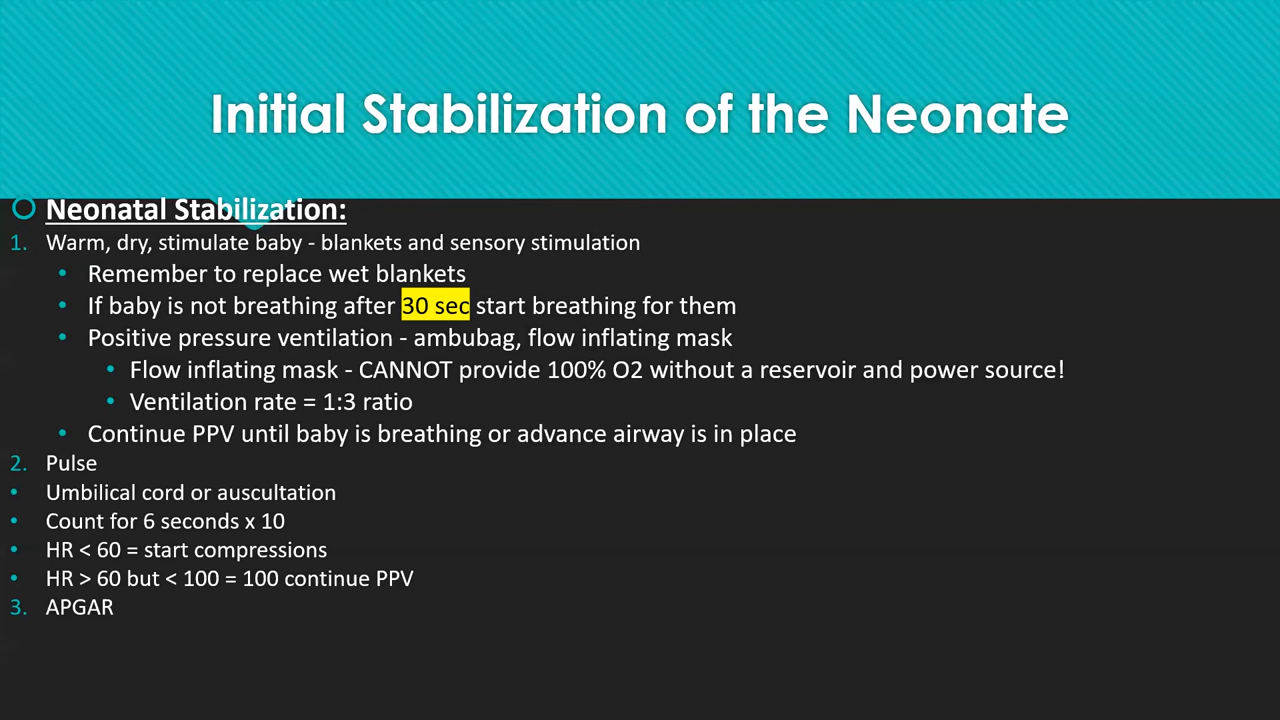 Initial Stabilization of the Neonate
Neonatal Stabilization:
1. Warm, dry, stimulate baby - blankets and sensory stimulation
• Remember to replace wet blankets
• If baby is not breathing after 30 sec start breathing for them
• Positive pressure ventilation - ambubag, flow inflating mask
• Flow inflating mask - CANNOT provide 100% O2 without a reservoir and power source!
• Ventilation rate = 1:3 ratio
• Continue PPV until baby is breathing or advance airway is in place
2. Pulse
• Umbilical cord or auscultation
• Count for 6 seconds x 10
• HR < 60 = start compressions
• HR > 60 but < 100 = 100 continue PPV
3. APGAR